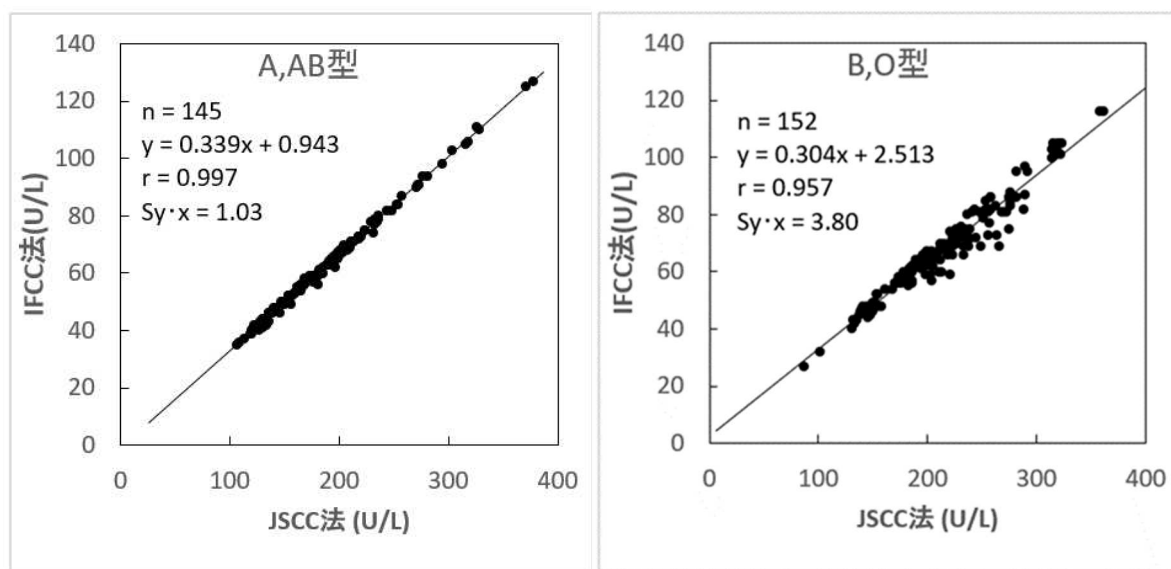 A,AB型
n = 145
y = 0.339x + 0.943
r = 0.997
Sy·x = 1.03
IFCC法(U/L)
140
120
100
80
60
40
20
0
0 100 200 300 400
JSCC法 (U/L)
B,O型
n = 152
y = 0.304x + 2.513
r = 0.957
Sy·x = 3.80
IFCC法(U/L)
140
120
100
80
60
40
20
0
0 100 200 300 400
JSCC法 (U/L)